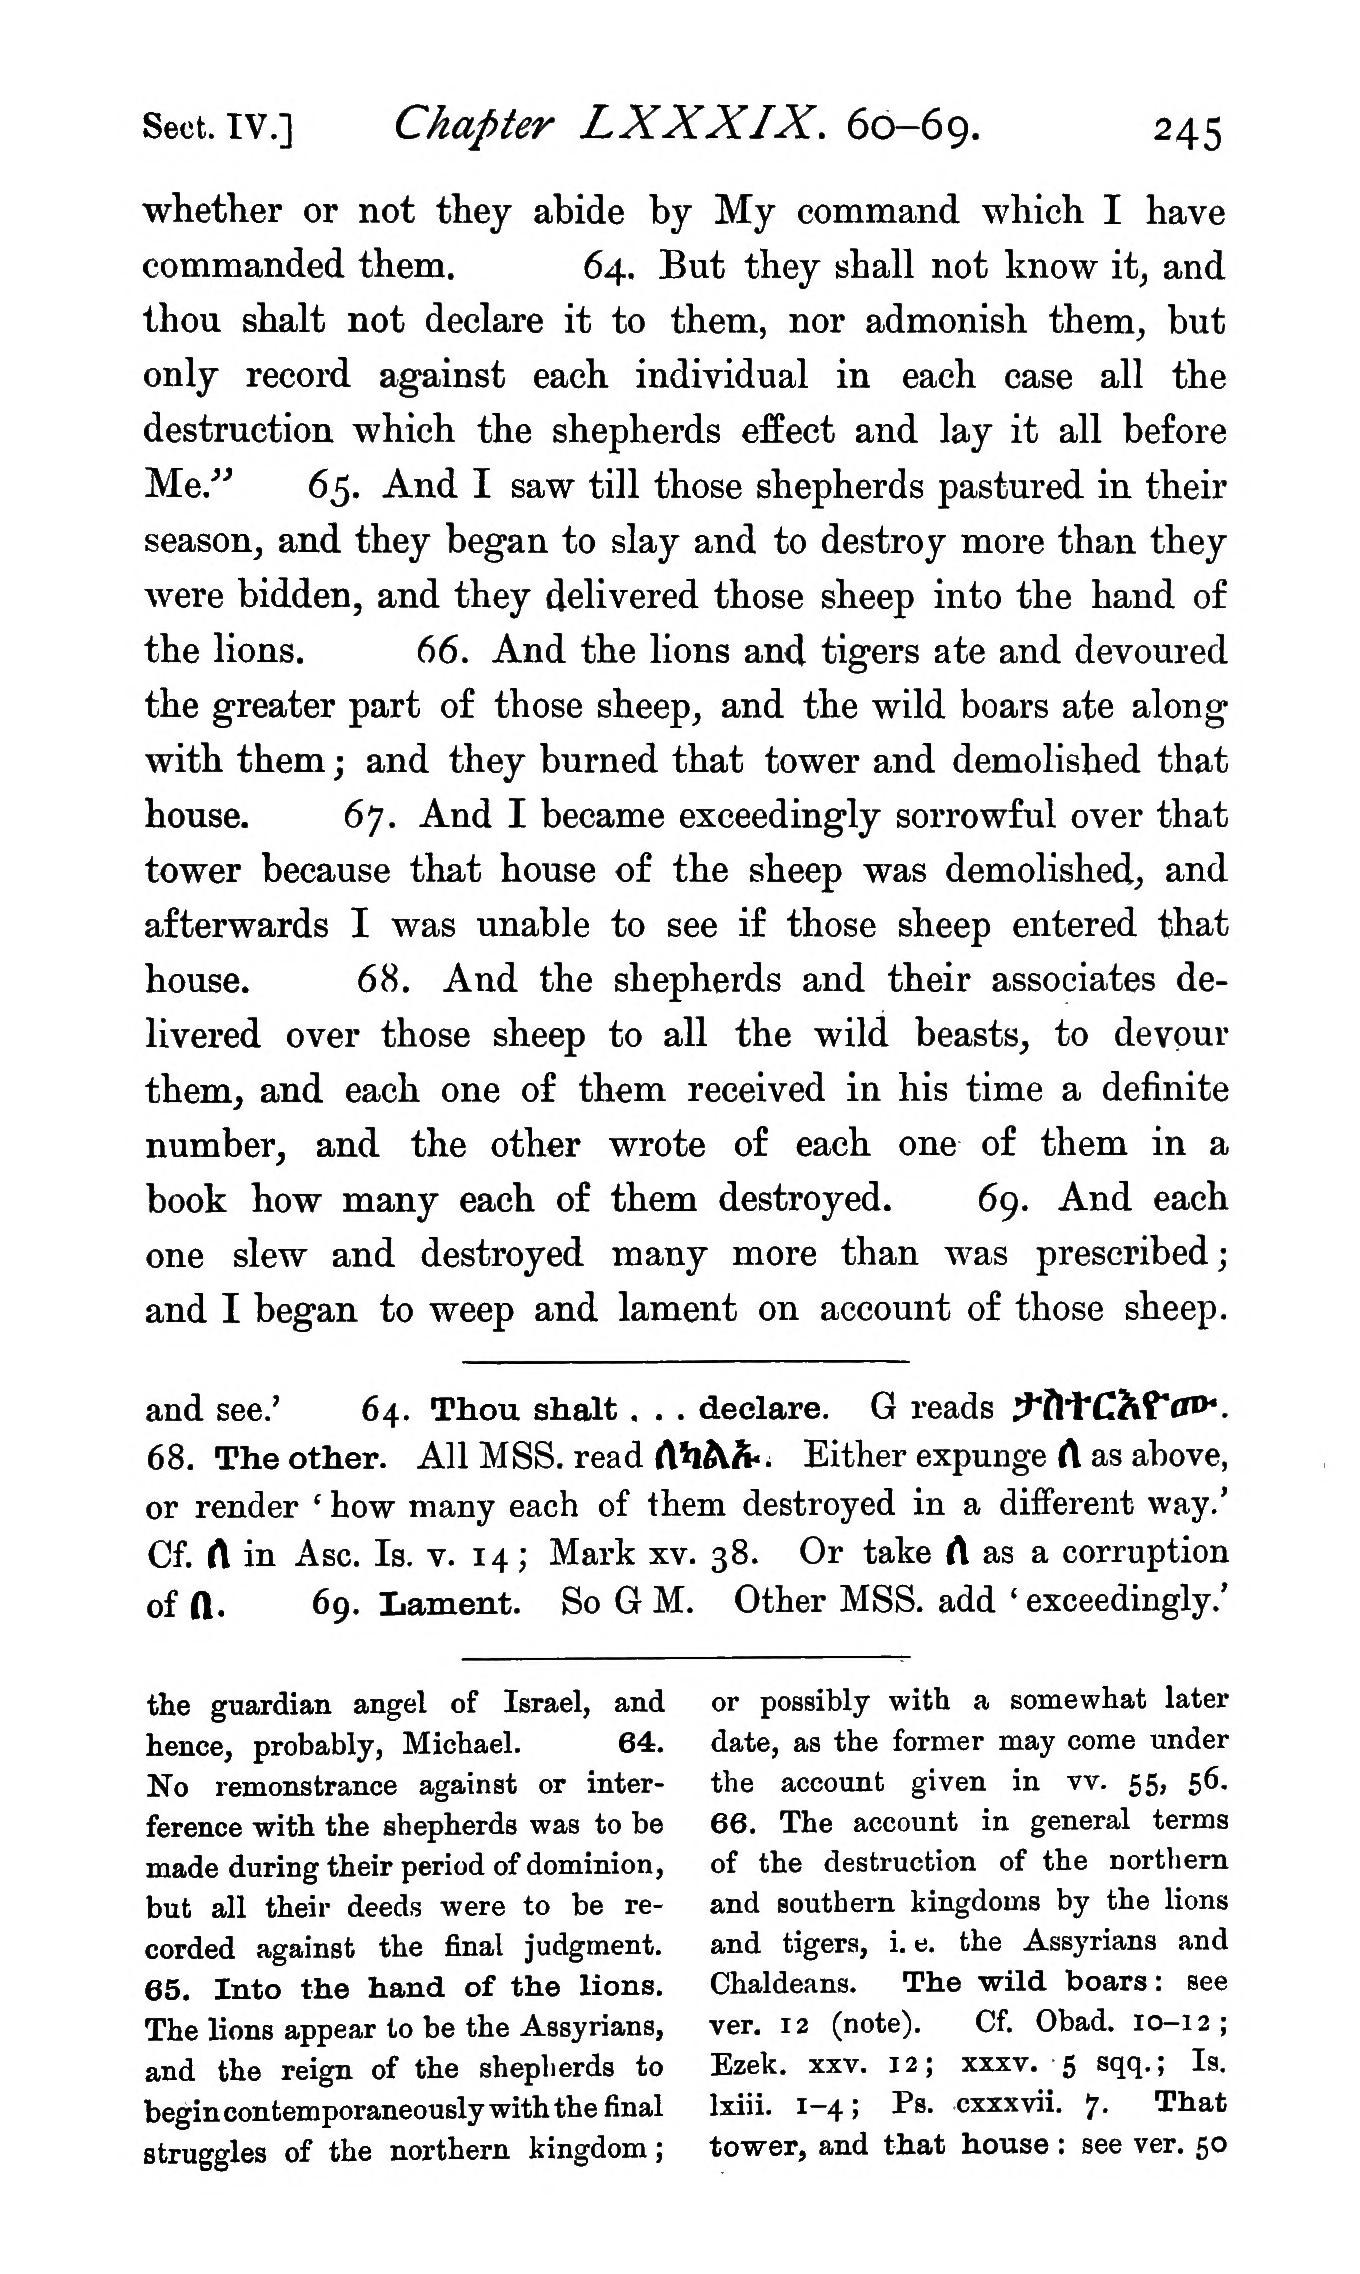 Sect. IV.] Chapter LXXXIX. 60–69. 245
whether or not they abide by My command which I have
commanded them. 64. But they shall not know it, and
thou shalt not declare it to them, nor admonish them, but
only record against each individual in each case all the
destruction which the shepherds effect and lay it all before
Me.” 65. And I saw till those shepherds pastured in their
season, and they began to slay and to destroy more than they
were bidden, and they delivered those sheep into the hand of
the lions. 66. And the lions and tigers ate and devoured
the greater part of those sheep, and the wild boars ate along
with them; and they burned that tower and demolished that
house. 67. And I became exceedingly sorrowful over that
tower because that house of the sheep was demolished, and
afterwards I was unable to see if those sheep entered that
house. 68. And the shepherds and their associates de-
livered over those sheep to all the wild beasts, to devour
them, and each one of them received in his time a definite
number, and the other wrote of each one of them in a
book how many each of them destroyed. 69. And each
one slew and destroyed many more than was prescribed;
and I began to weep and lament on account of those sheep.
and see.’ 64. Thou shalt . . . declare. G reads ታስተርእዮሙ.
68. The other. All MSS. read ለካልኡ. Either expunge ለ as above,
or render ‘how many each of them destroyed in a different way.’
Cf. ለ in Asc. Is. v. 14; Mark xv. 38. Or take ለ as a corruption
of በ. 69. Lament. So G M. Other MSS. add ‘exceedingly.’
the guardian angel of Israel, and
hence, probably, Michael. 64.
No remonstrance against or inter-
ference with the shepherds was to be
made during their period of dominion,
but all their deeds were to be re-
corded against the final judgment.
65. Into the hand of the lions.
The lions appear to be the Assyrians,
and the reign of the shepherds to
begin contemporaneously with the final
struggles of the northern kingdom;
or possibly with a somewhat later
date, as the former may come under
the account given in vv. 55, 56.
66. The account in general terms
of the destruction of the northern
and southern kingdoms by the lions
and tigers, i. e. the Assyrians and
Chaldeans. The wild boars: see
ver. 12 (note). Cf. Obad. 10–12;
Ezek. xxv. 12; xxxv. 5 sqq.; Is.
lxiii. 1–4; Ps. cxxxvii. 7. That
tower, and that house: see ver. 50